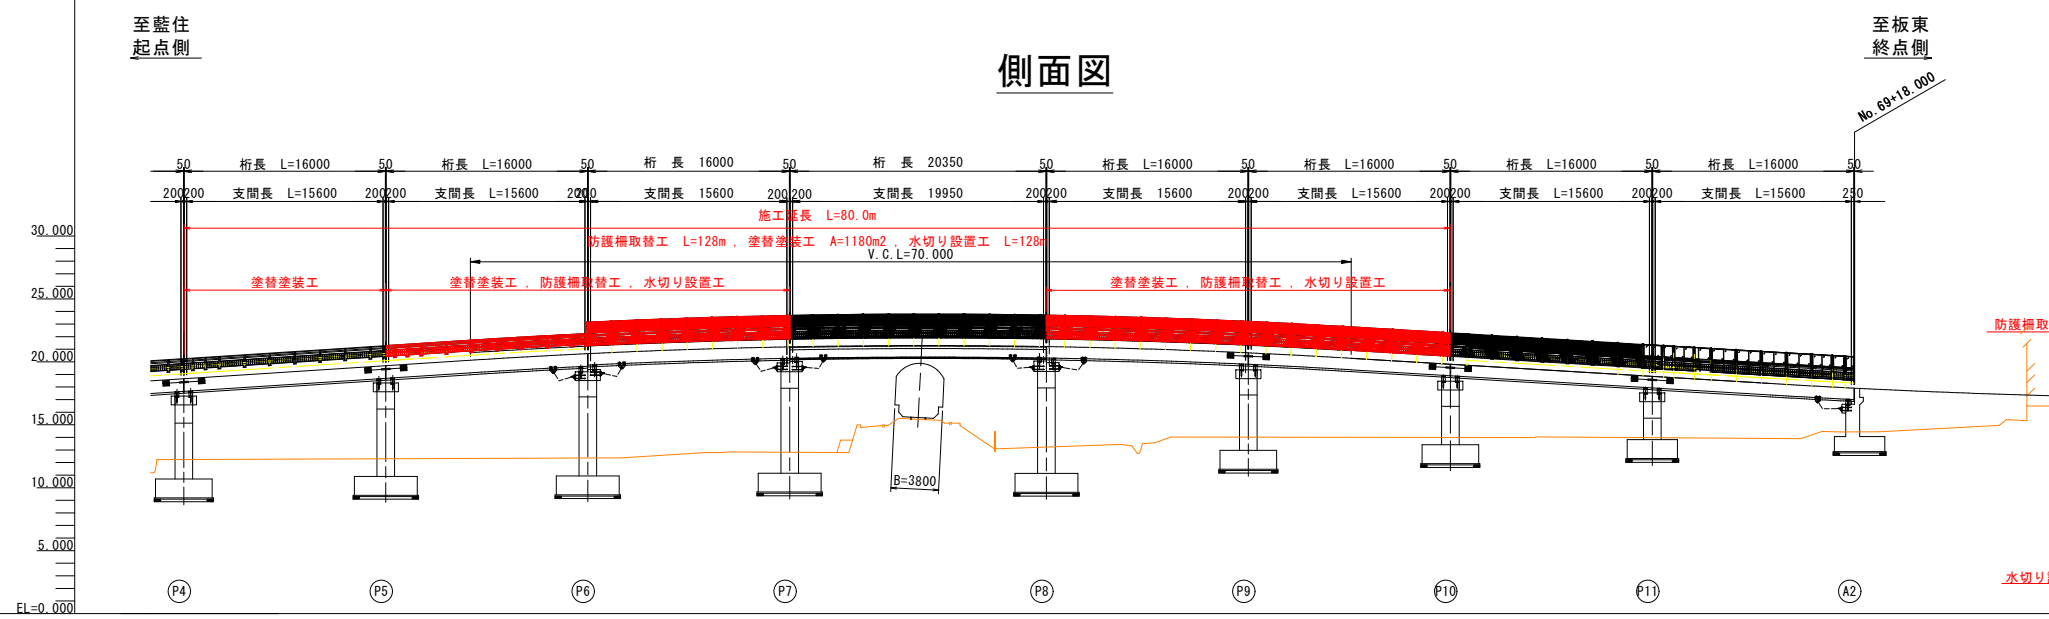 至藍住
起点側
至板東
終点側
側面図
No.69+18.000
50 桁長 L=16000 50 桁長 L=16000 50 桁 長 16000 50 桁 長 20350 50 桁長 L=16000 50 桁長 L=16000 50 桁長 L=16000 50 桁長 L=16000 50
200200 支間長 L=15600 200200 支間長 L=15600 200 支間長 15600 200200 支間長 19950 200200 支間長 15600 200200 支間長 L=15600 200200 支間長 L=15600 200200 支間長 L=15600 250
施工延長 L=80.0m
防護柵取替工 L=128m , 塗替塗装工 A=1180m2 , 水切り設置工 L=128m
V.C.L=70.000
塗替塗装工 塗替塗装工 , 防護柵取替工 , 水切り設置工 塗替塗装工 , 防護柵取替工 , 水切り設置工
30.000
25.000
20.000
15.000
10.000
5.000
EL=0.000
防護柵取
B=3800
水切り
P4 P5 P6 P7 P8 P9 P10 P11 A2